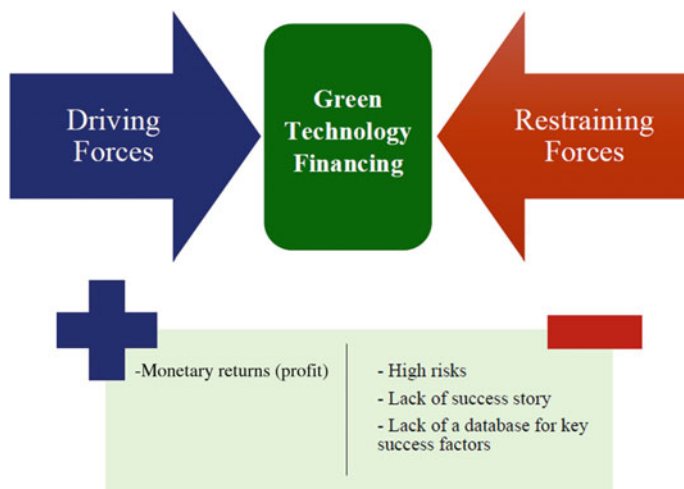 Driving
Forces
Green
Technology
Financing
Restraining
Forces
-Monetary returns (profit)
- High risks
- Lack of success story
- Lack of a database for key
success factors